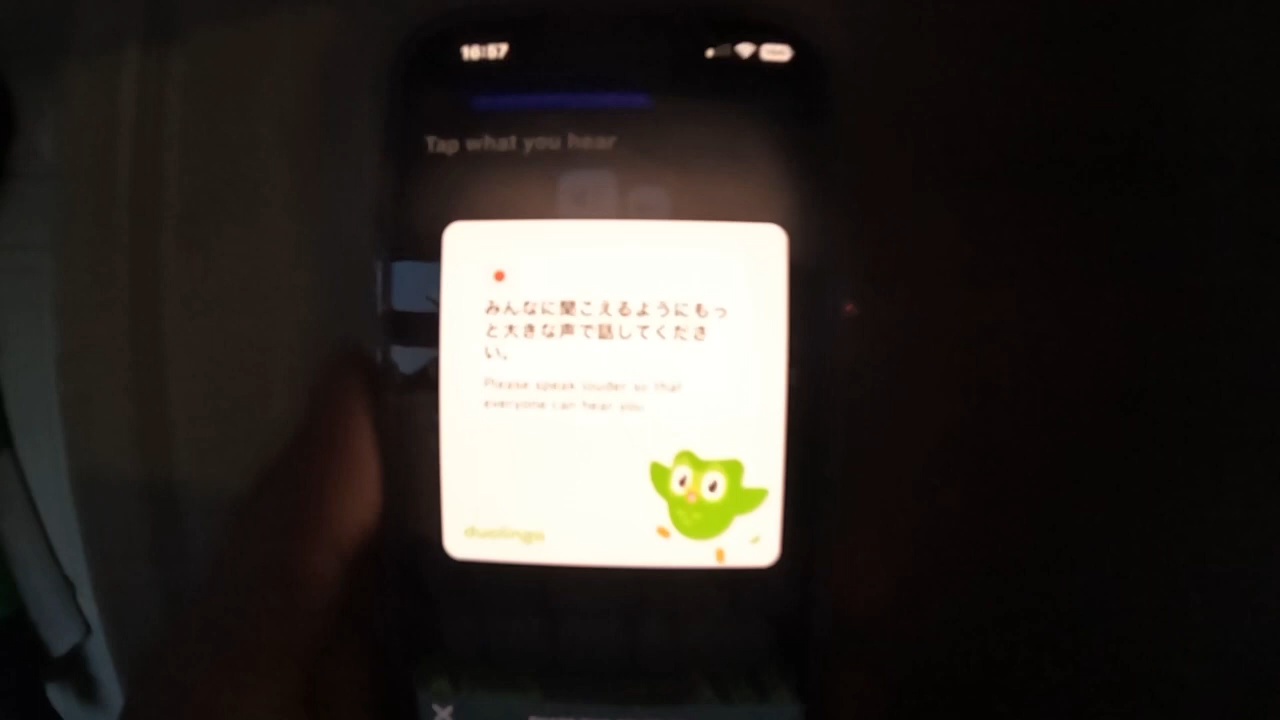 16:57
Tap what you hear
みんなに聞こえるようにもっ
と大きな声で話してくださ
い。
Please speak louder so that
everyone can hear you.
duolingo